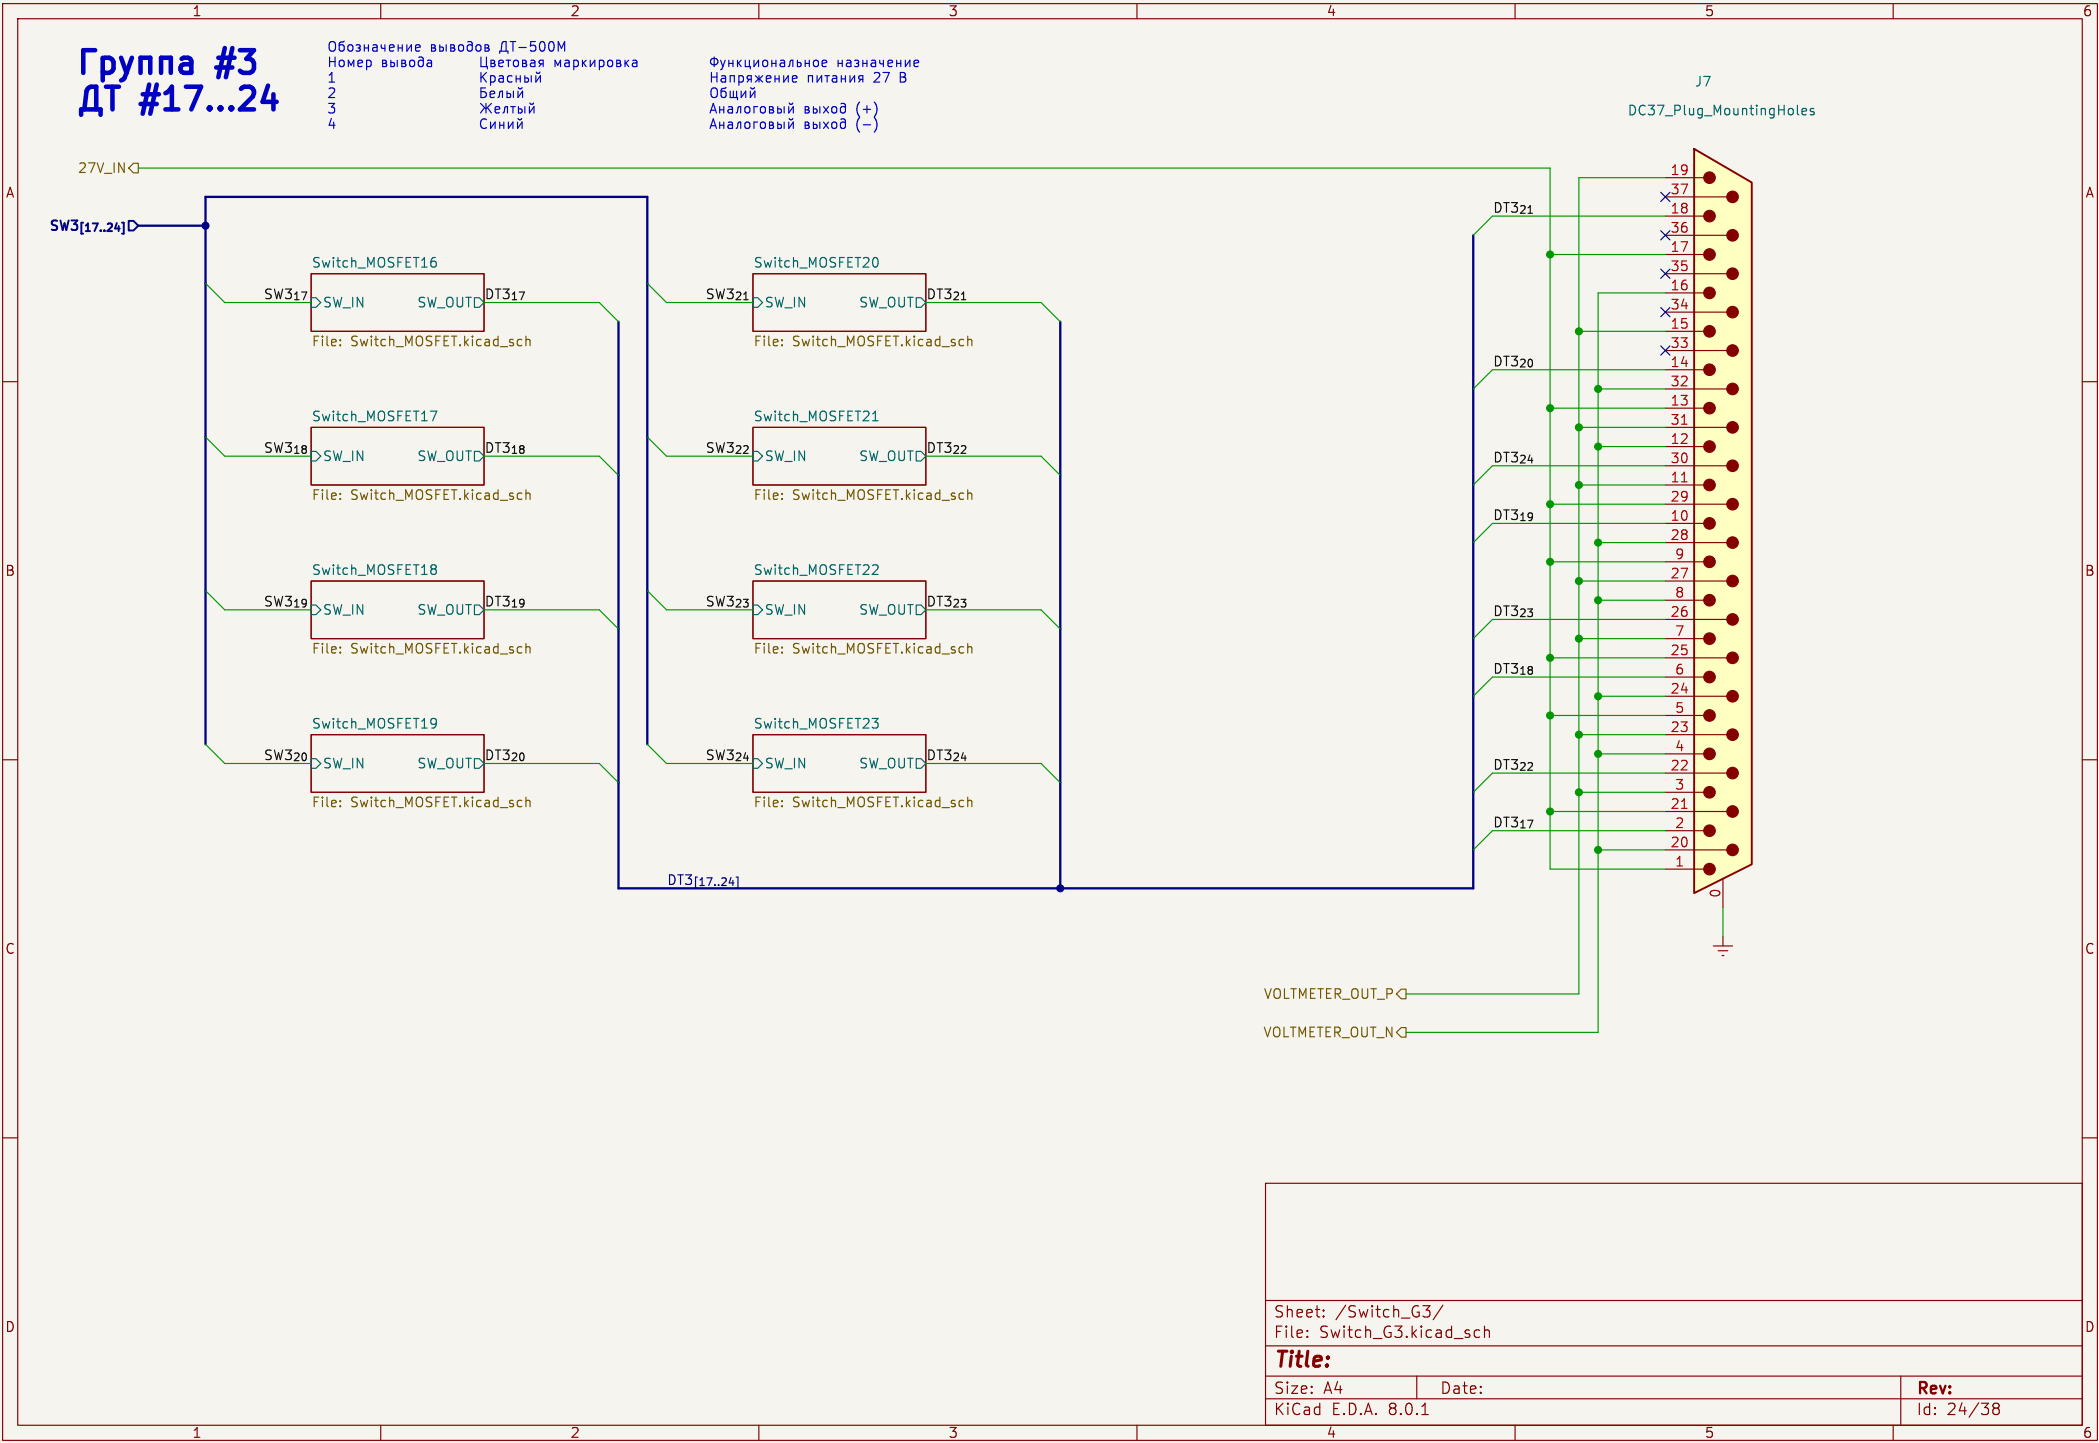 1 2 3 4 5 6
Группа #3
ДТ #17...24
Обозначение выводов ДТ-500М
Номер вывода Цветовая маркировка Функциональное назначение
1 Красный Напряжение питания 27 В
2 Белый Общий
3 Желтый Аналоговый выход (+)
4 Синий Аналоговый выход (-)
J7
DC37_Plug_MountingHoles
27V_IN
A A
SW3[17..24]
Switch_MOSFET16
SW317 SW_IN SW_OUT DT317
File: Switch_MOSFET.kicad_sch
Switch_MOSFET20
SW321 SW_IN SW_OUT DT321
File: Switch_MOSFET.kicad_sch
Switch_MOSFET17
SW318 SW_IN SW_OUT DT318
File: Switch_MOSFET.kicad_sch
Switch_MOSFET21
SW322 SW_IN SW_OUT DT322
File: Switch_MOSFET.kicad_sch
B B
Switch_MOSFET18
SW319 SW_IN SW_OUT DT319
File: Switch_MOSFET.kicad_sch
Switch_MOSFET22
SW323 SW_IN SW_OUT DT323
File: Switch_MOSFET.kicad_sch
Switch_MOSFET19
SW320 SW_IN SW_OUT DT320
File: Switch_MOSFET.kicad_sch
Switch_MOSFET23
SW324 SW_IN SW_OUT DT324
File: Switch_MOSFET.kicad_sch
DT3[17..24]
19
37
DT321 18
36
17
35
16
34
15
33
DT320 14
32
13
31
12
DT324 30
11
29
DT319 10
28
9
27
8
DT323 26
7
25
DT318 6
24
5
23
4
DT322 22
3
21
DT317 2
20
1
0
C C
VOLTMETER_OUT_P
VOLTMETER_OUT_N
D D
Sheet: /Switch_G3/
File: Switch_G3.kicad_sch
Title:
Size: A4 Date: Rev:
KiCad E.D.A. 8.0.1 Id: 24/38
1 2 3 4 5 6